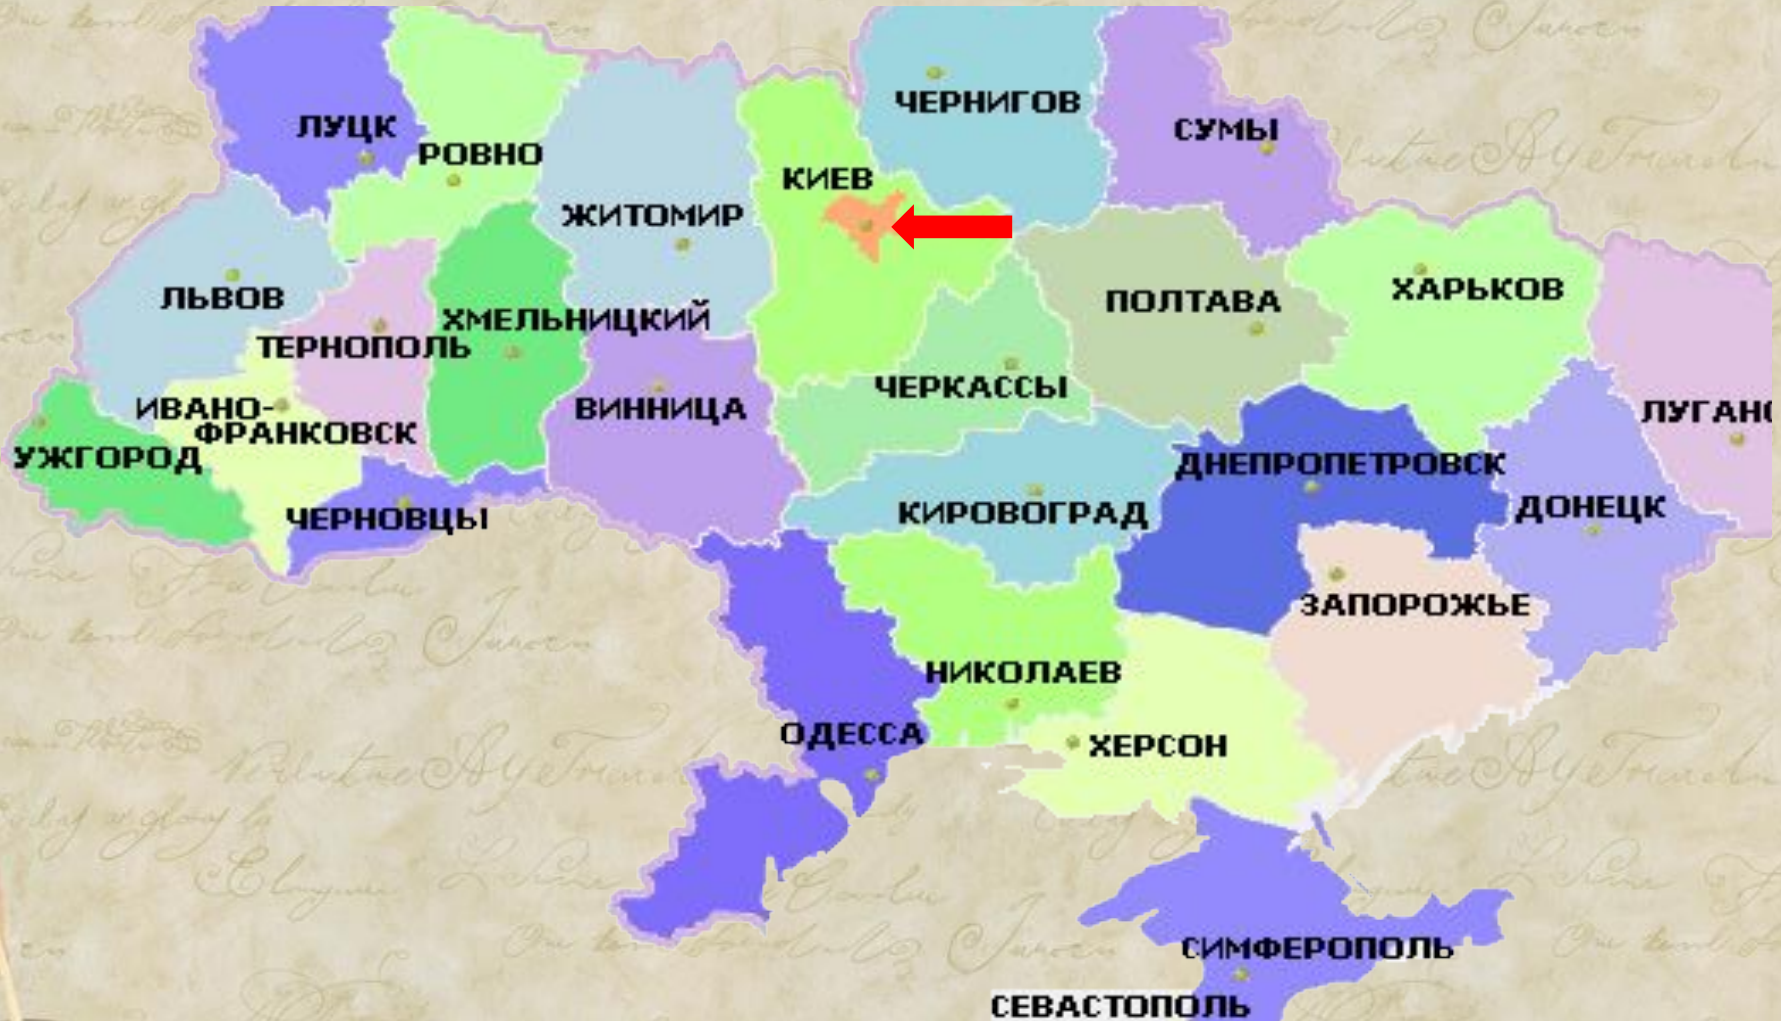 ЧЕРНИГОВ
ЛУЦК
СУМЫ
РОВНО
КИЕВ
ЖИТОМИР
ЛЬВОВ
ХМЕЛЬНИЦКИЙ
ПОЛТАВА
ХАРЬКОВ
ТЕРНОПОЛЬ
ЧЕРКАССЫ
ИВАНО-
ФРАНКОВСК
ВИННИЦА
ЛУГАНС
УЖГОРОД
ДНЕПРОПЕТРОВСК
ЧЕРНОВЦЫ
КИРОВОГРАД
ДОНЕЦК
ЗАПОРОЖЬЕ
НИКОЛАЕВ
ОДЕССА
ХЕРСОН
СИМФЕРОПОЛЬ
СЕВАСТОПОЛЬ